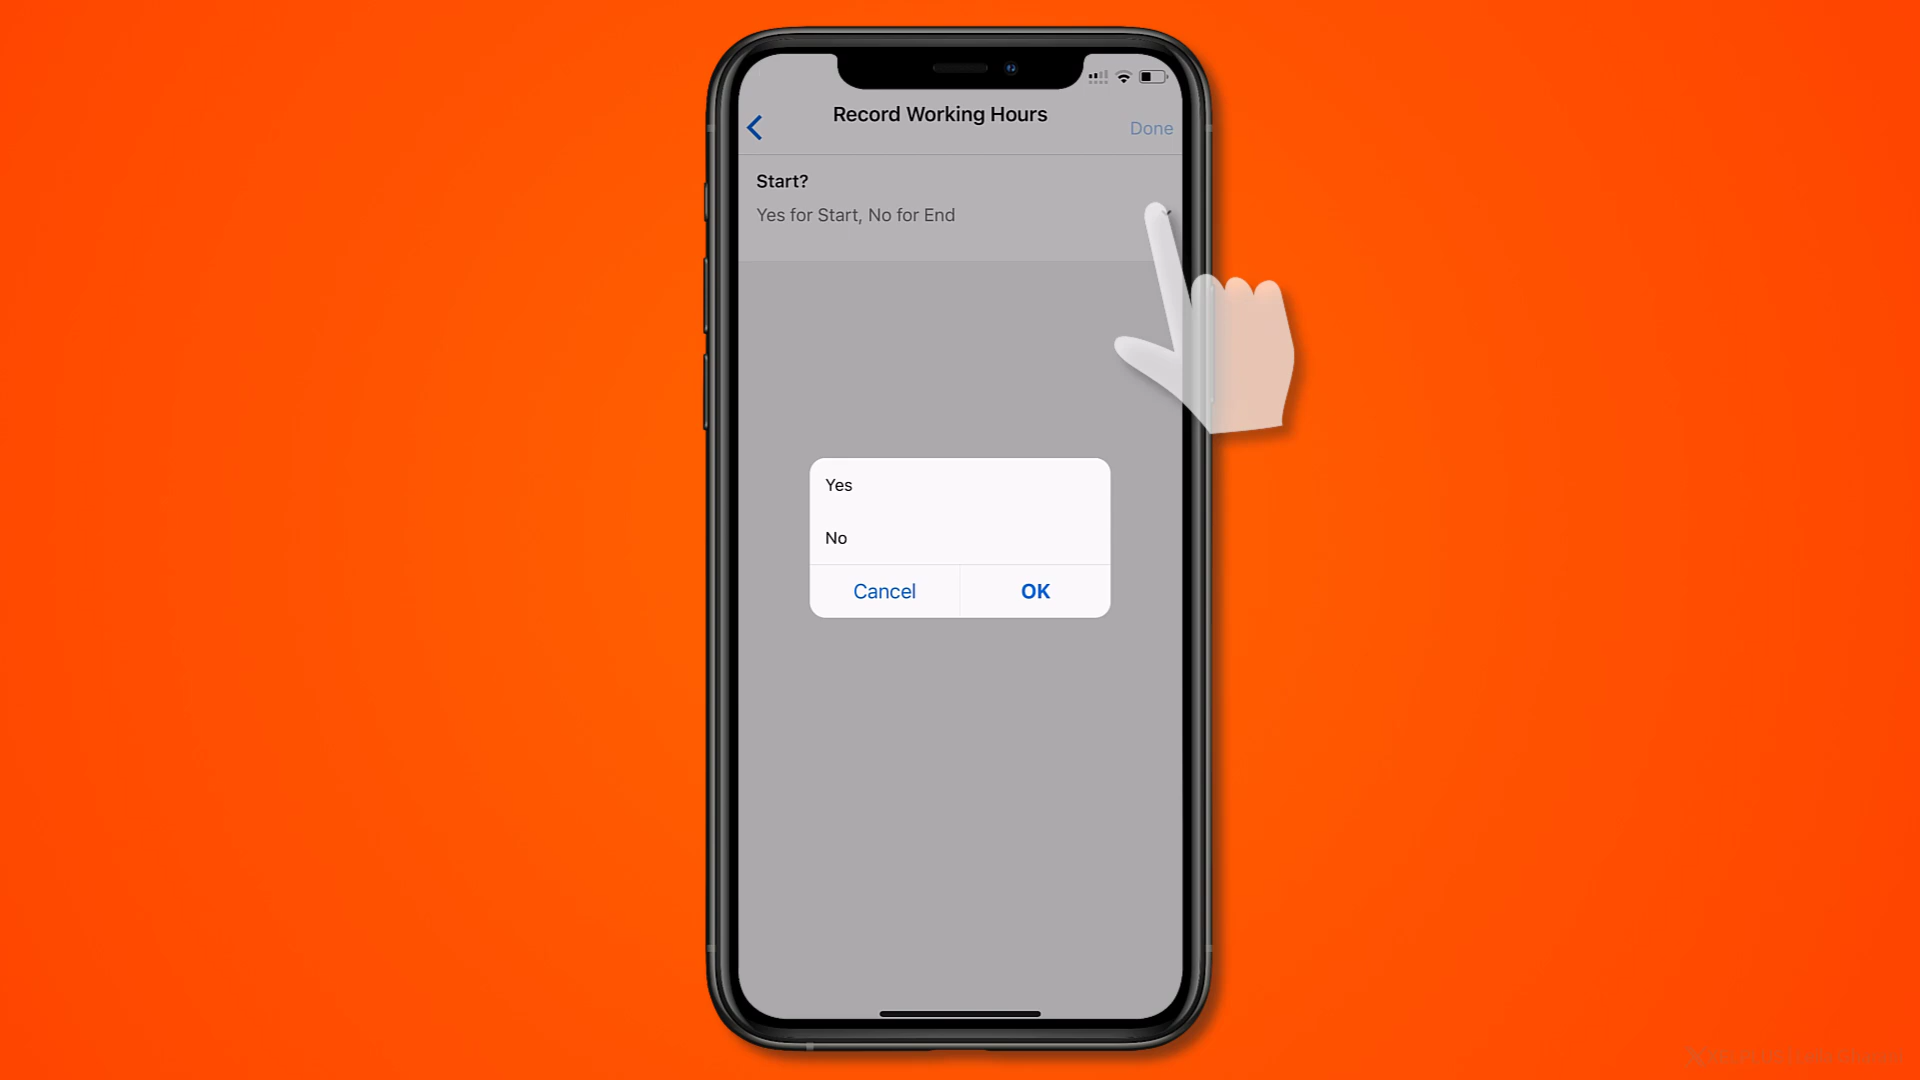 Record Working Hours
Done
Start?
Yes for Start, No for End
Yes
No
Cancel
OK